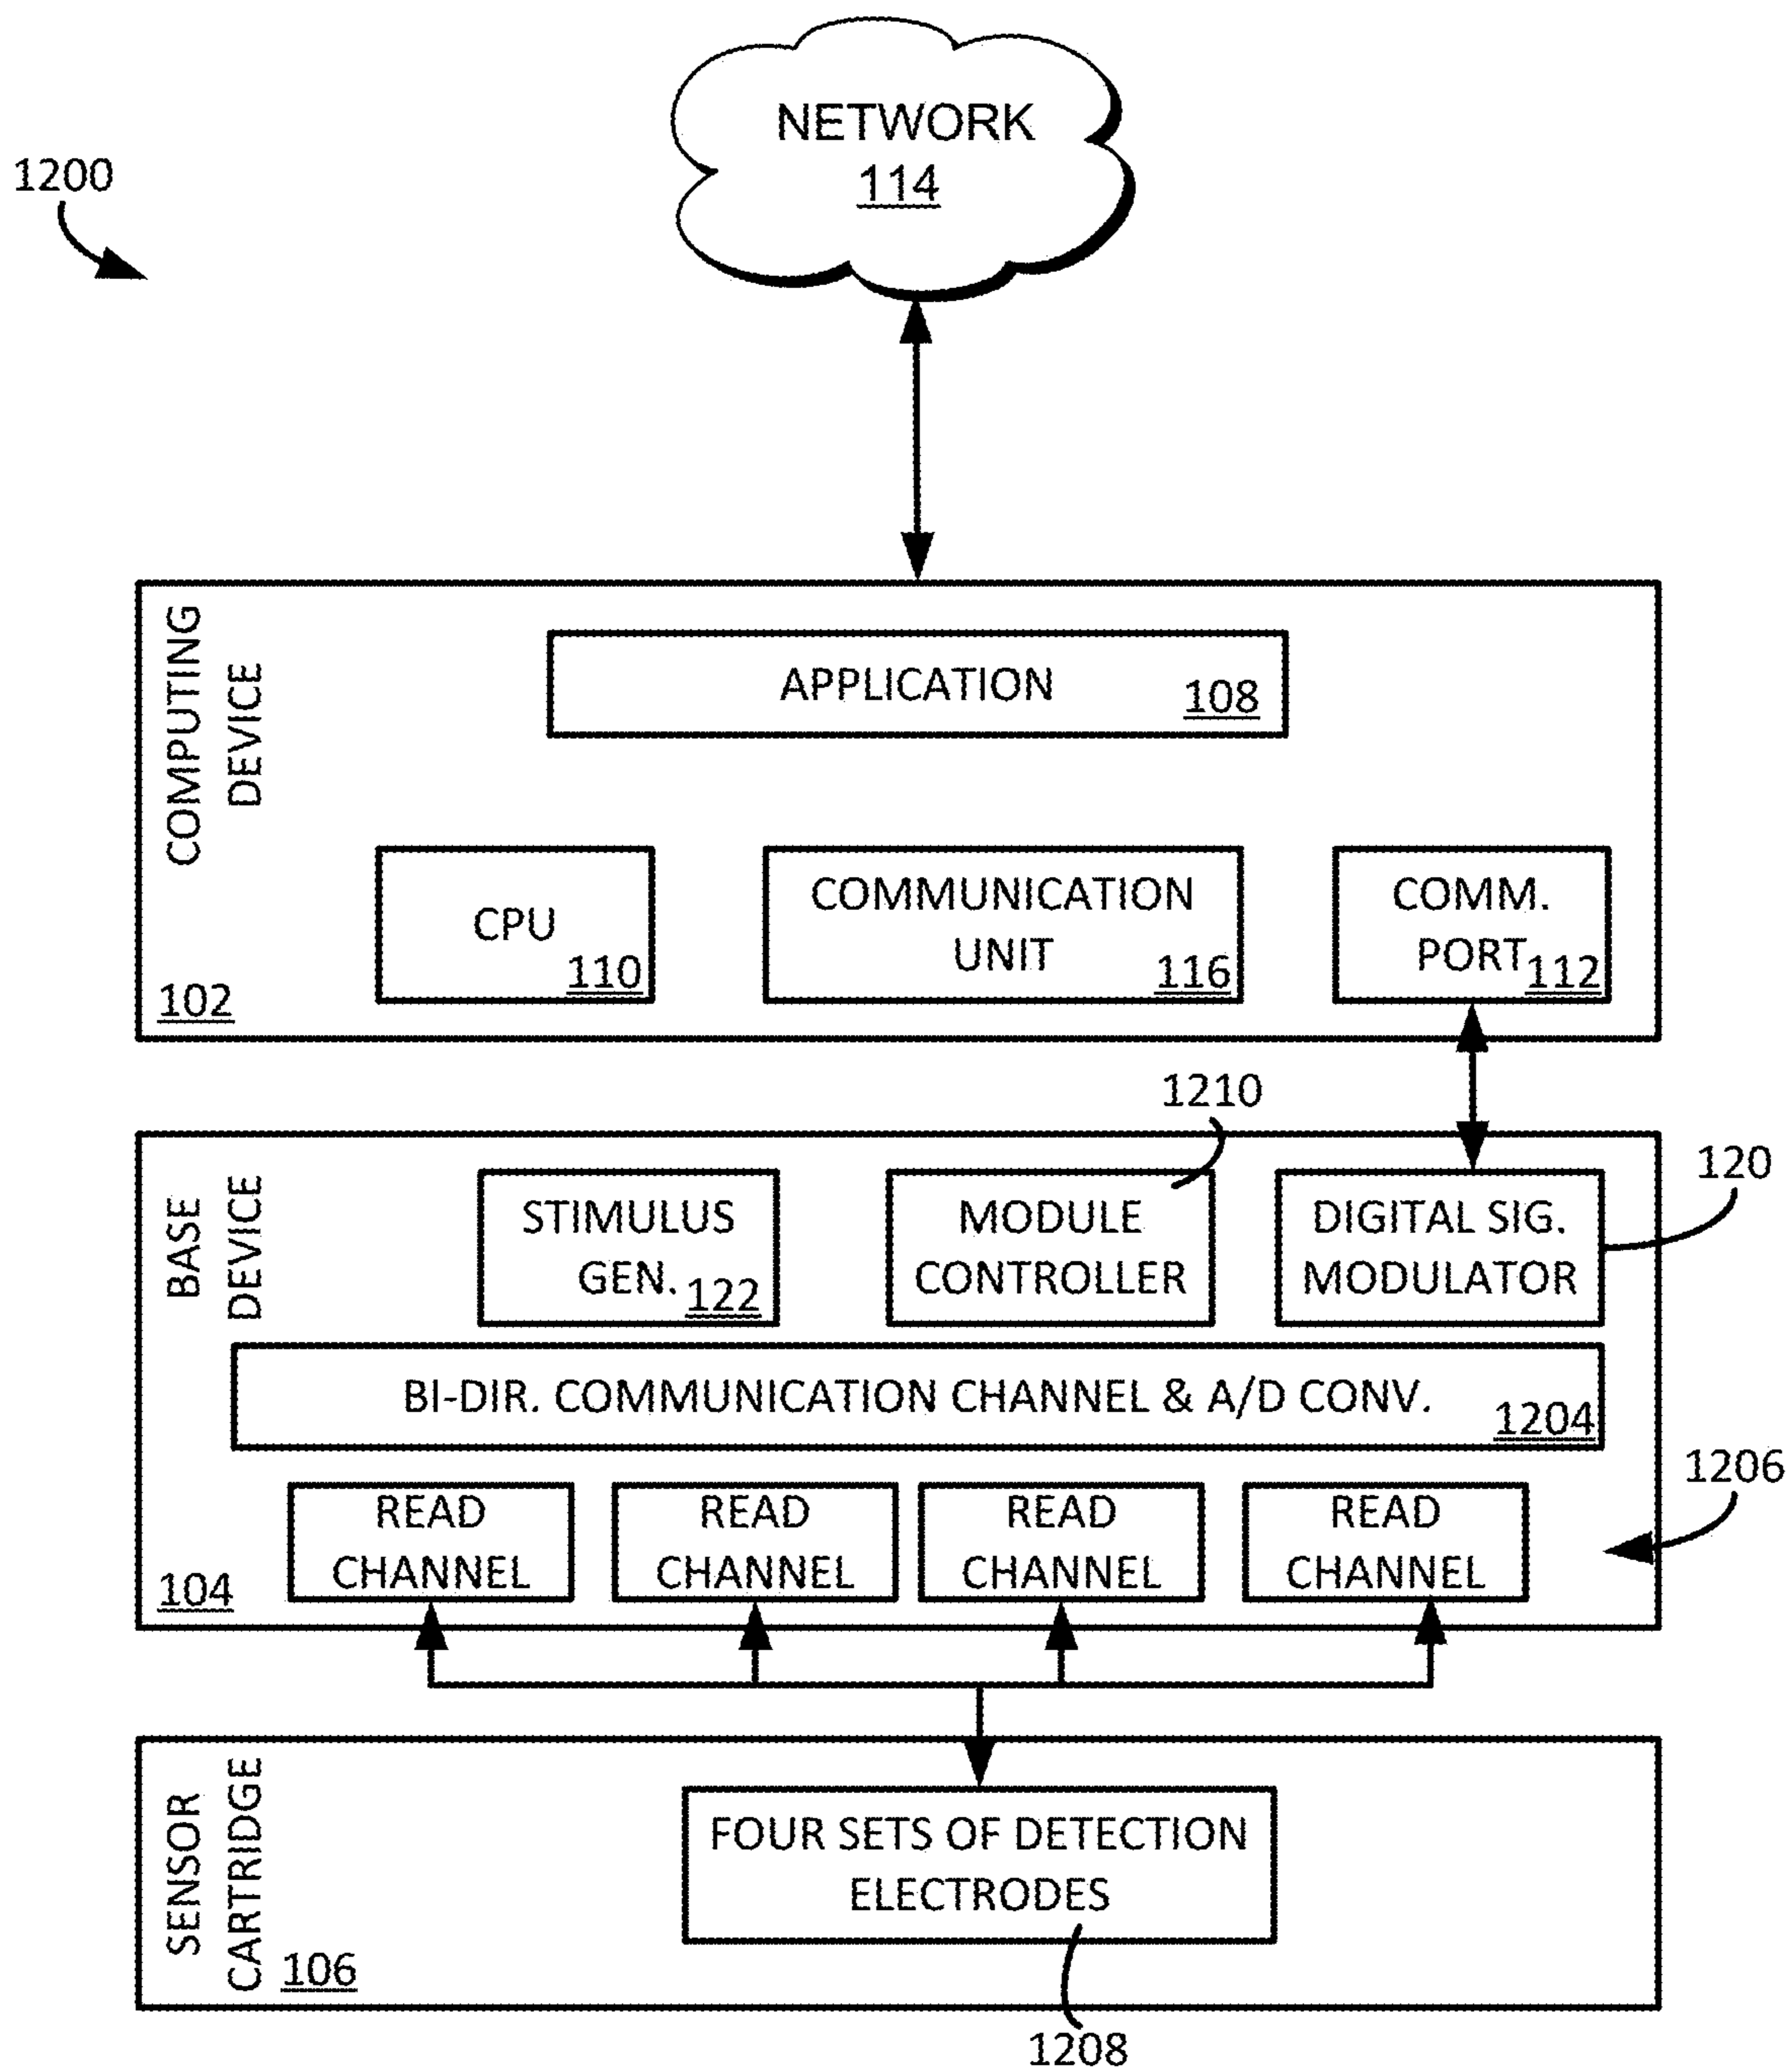 NETWORK
114
1200
COMPUTING
DEVICE
102
APPLICATION
108
CPU
110
COMMUNICATION
UNIT
116
COMM.
PORT
112
1210
120
BASE
DEVICE
104
STIMULUS
GEN.
122
MODULE
CONTROLLER
DIGITAL SIG.
MODULATOR
BI-DIR. COMMUNICATION CHANNEL & A/D CONV.
1204
1206
READ
CHANNEL
READ
CHANNEL
READ
CHANNEL
READ
CHANNEL
SENSOR
CARTRIDGE
106
FOUR SETS OF DETECTION
ELECTRODES
1208